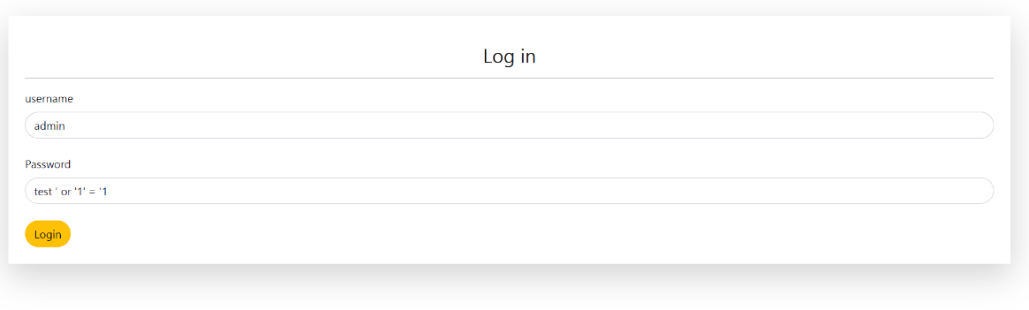 Log in
username
admin
Password
test ' or '1' = '1
Login